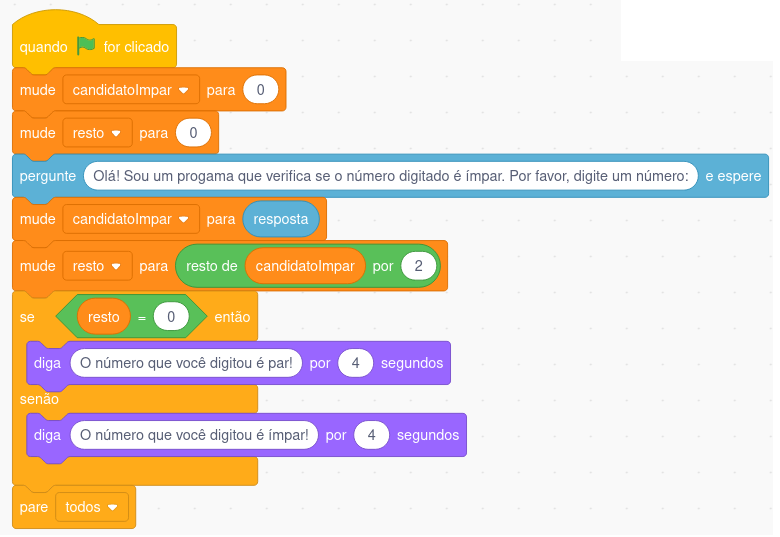 quando for clicado
mude candidatoImpar para 0
mude resto para 0
pergunte Olá! Sou um progama que verifica se o número digitado é ímpar. Por favor, digite um número: e espere
mude candidatoImpar para resposta
mude resto para resto de candidatoImpar por 2
se resto = 0 então
diga O número que você digitou é par! por 4 segundos
senão
diga O número que você digitou é ímpar! por 4 segundos
pare todos